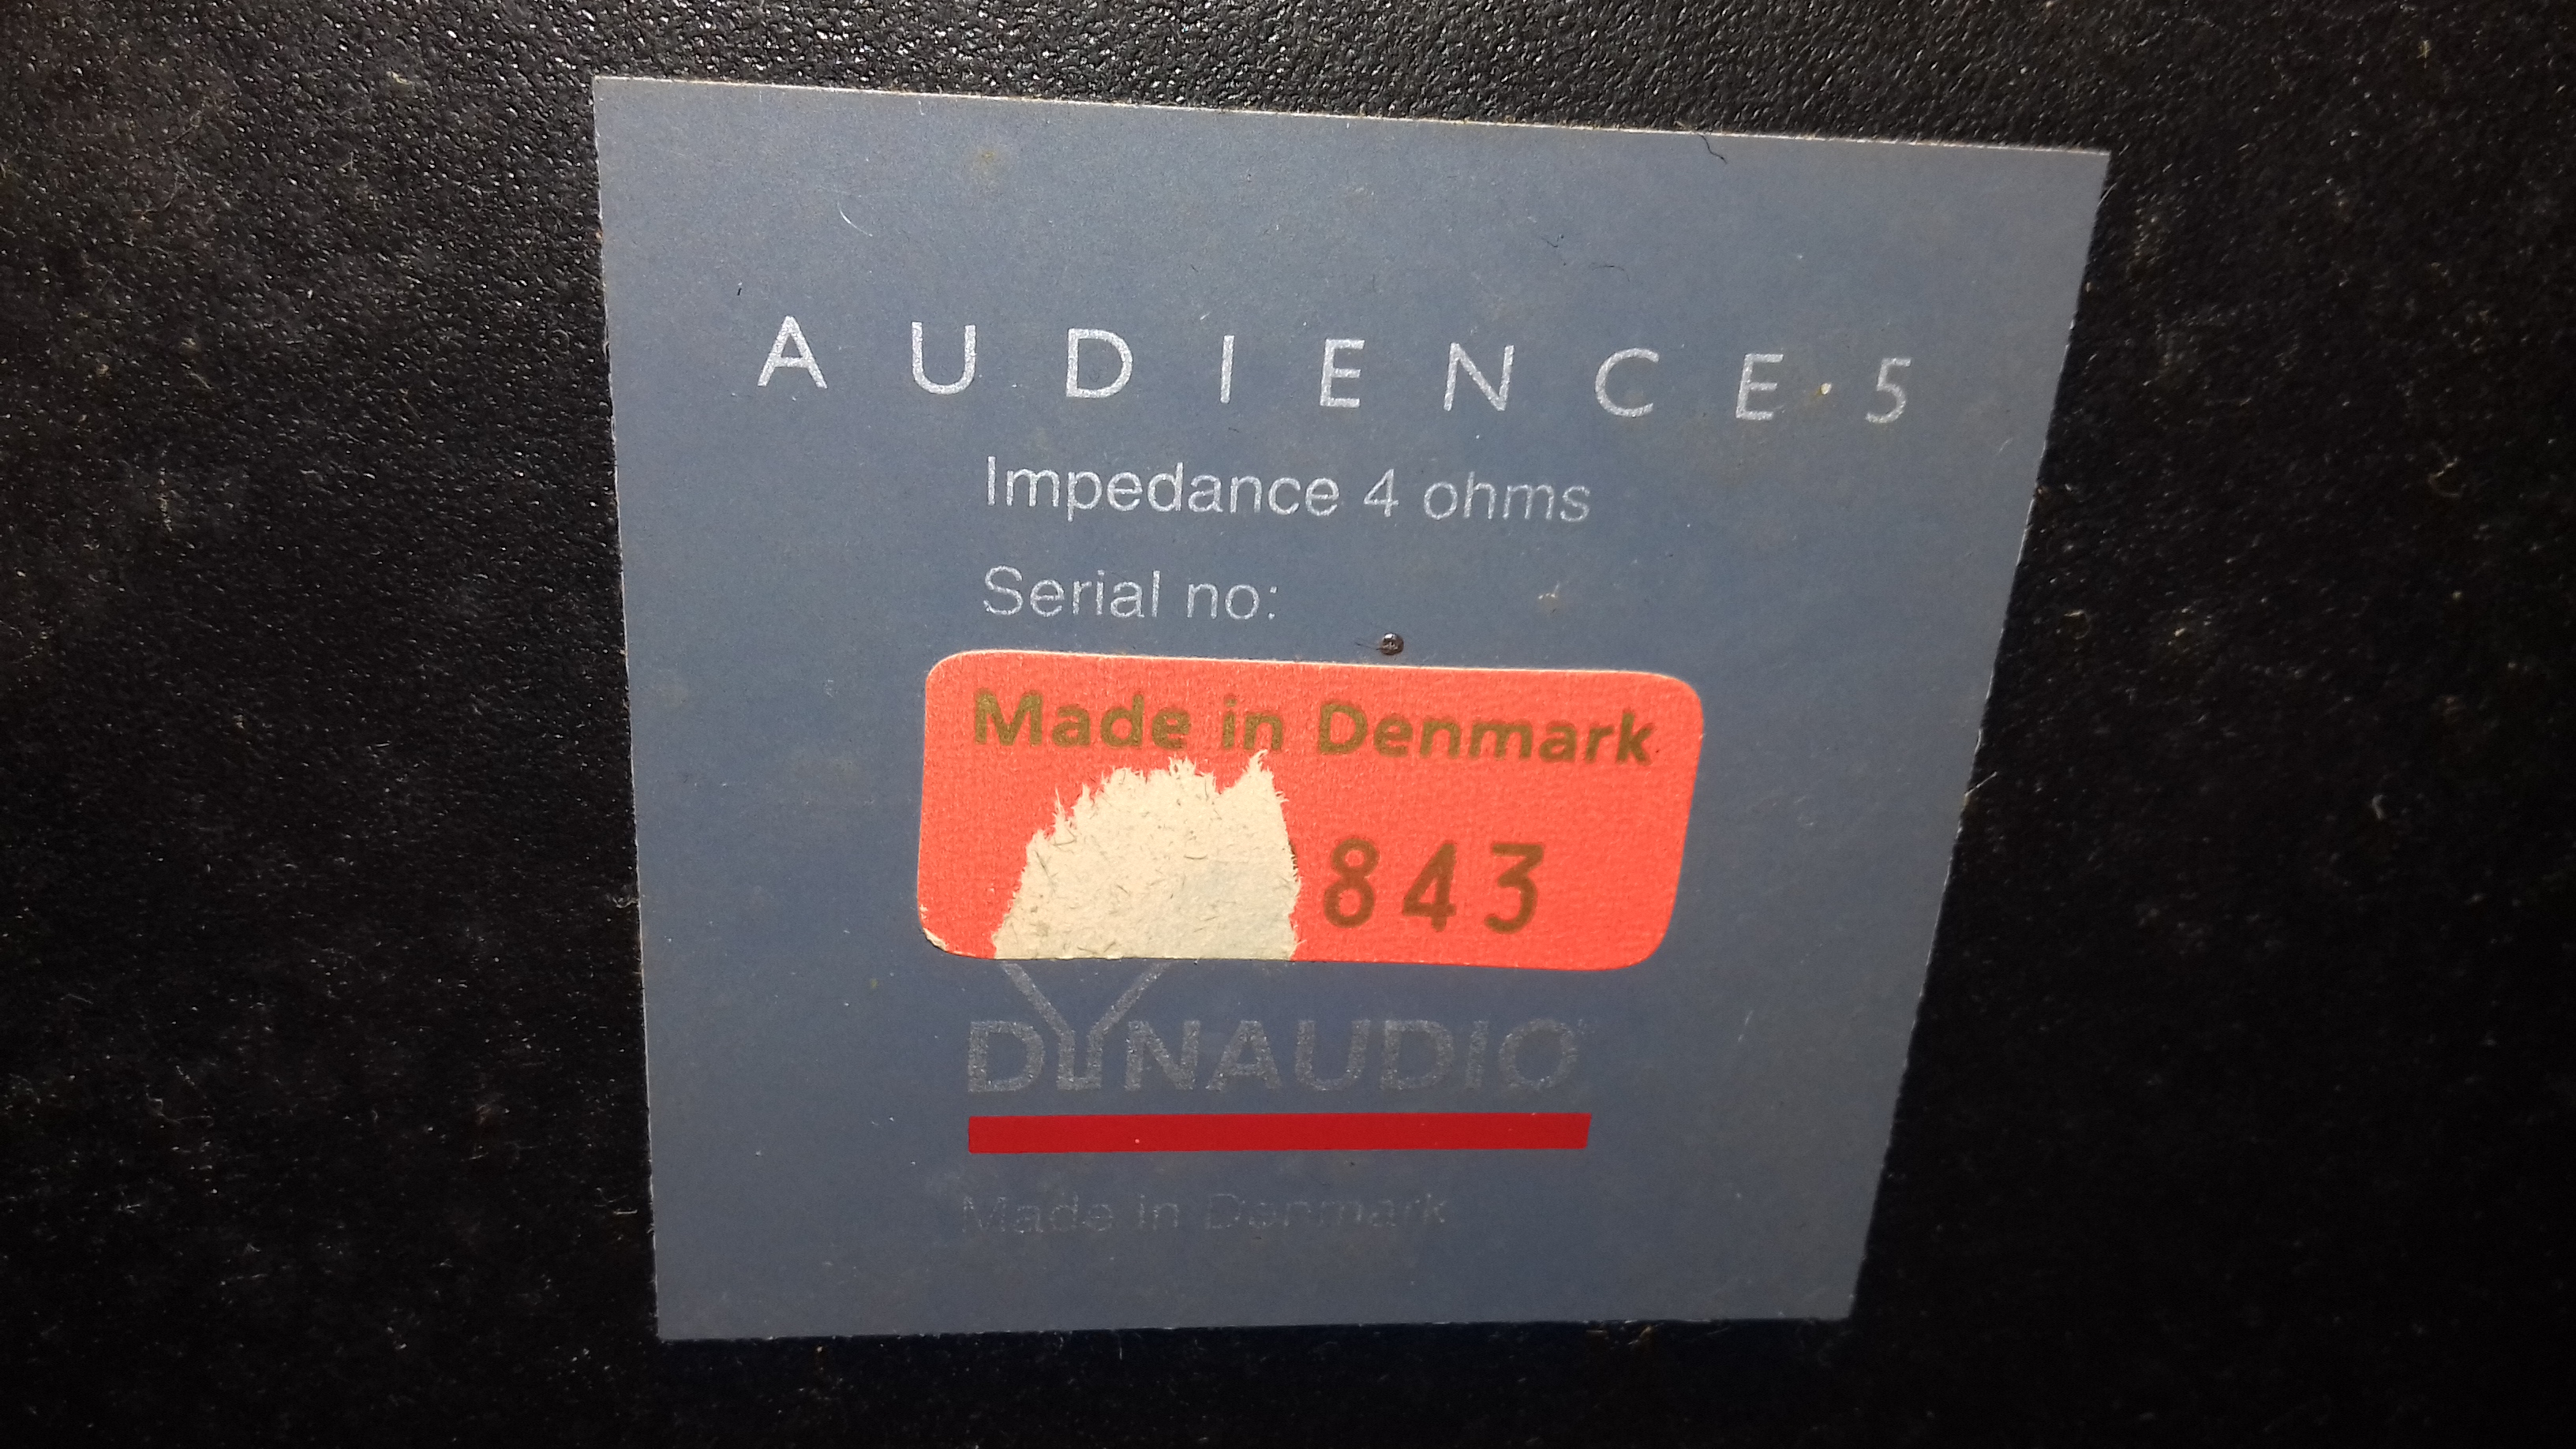 AUDIENCE 5
Impedance 4 ohms
Serial no:
Made in Denmark
843
DYNAUDIO
Made in Denmark